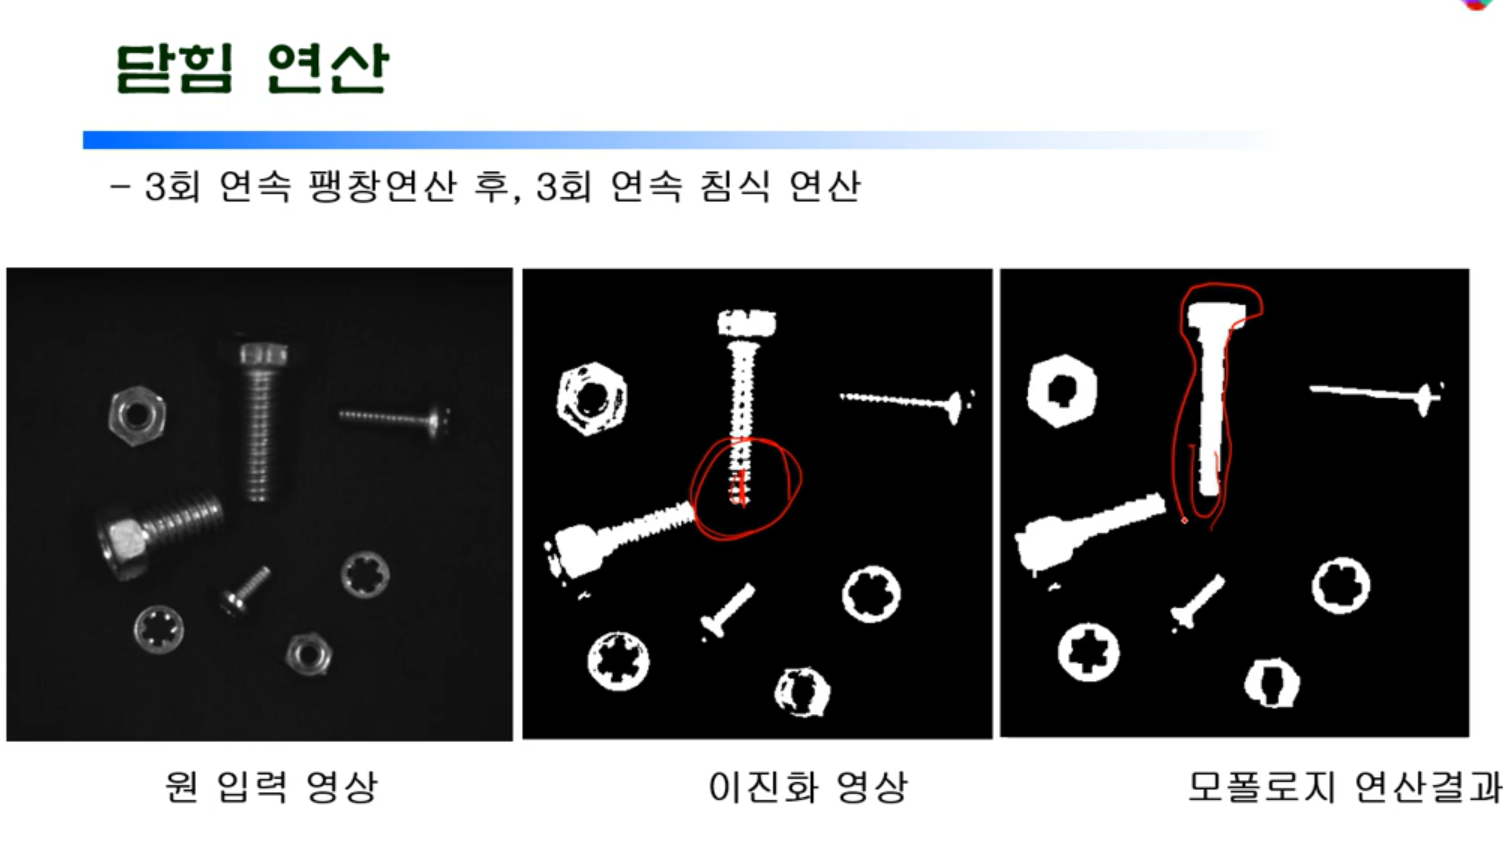 닫힘 연산
- 3회 연속 팽창연산 후, 3회 연속 침식 연산
원 입력 영상
이진화 영상
모폴로지 연산결과